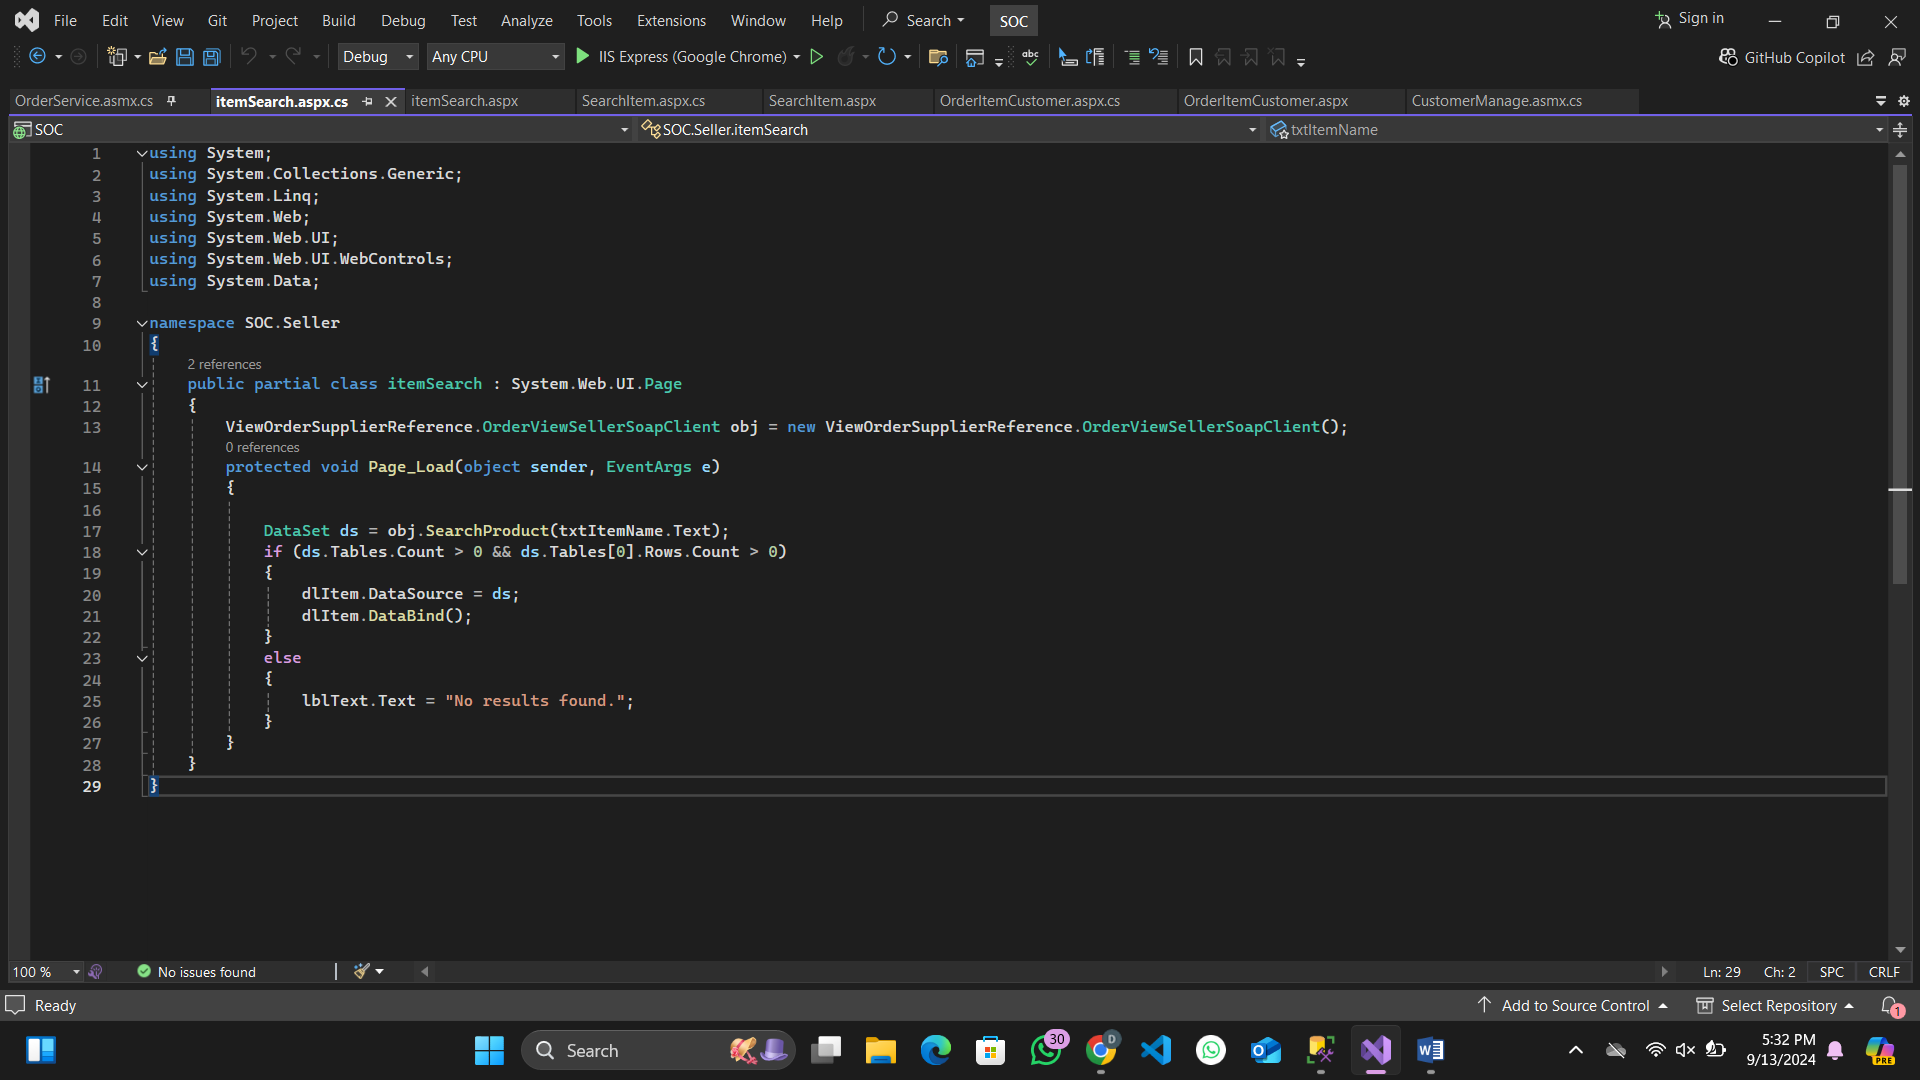 File Edit View Git Project Build Debug Test Analyze Tools Extensions Window Help Search SOC Sign in
Debug Any CPU IIS Express (Google Chrome) abc GitHub Copilot
OrderService.asmx.cs itemSearch.aspx.cs itemSearch.aspx SearchItem.aspx.cs SearchItem.aspx OrderItemCustomer.aspx.cs OrderItemCustomer.aspx CustomerManage.asmx.cs
SOC SOC.Seller.itemSearch txtItemName
1 using System;
2 using System.Collections.Generic;
3 using System.Linq;
4 using System.Web;
5 using System.Web.UI;
6 using System.Web.UI.WebControls;
7 using System.Data;
8
9 namespace SOC.Seller
10 {
2 references
11 public partial class itemSearch : System.Web.UI.Page
12 {
13 ViewOrderSupplierReference.OrderViewSellerSoapClient obj = new ViewOrderSupplierReference.OrderViewSellerSoapClient();
0 references
14 protected void Page_Load(object sender, EventArgs e)
15 {
16
17 DataSet ds = obj.SearchProduct(txtItemName.Text);
18 if (ds.Tables.Count > 0 && ds.Tables[0].Rows.Count > 0)
19 {
20 dlItem.DataSource = ds;
21 dlItem.DataBind();
22 }
23 else
24 {
25 lblText.Text = "No results found.";
26 }
27 }
28 }
29 }
100 % No issues found Ln: 29 Ch: 2 SPC CRLF
Ready Add to Source Control Select Repository 1
Search 30 D 5:32 PM PRE
9/13/2024